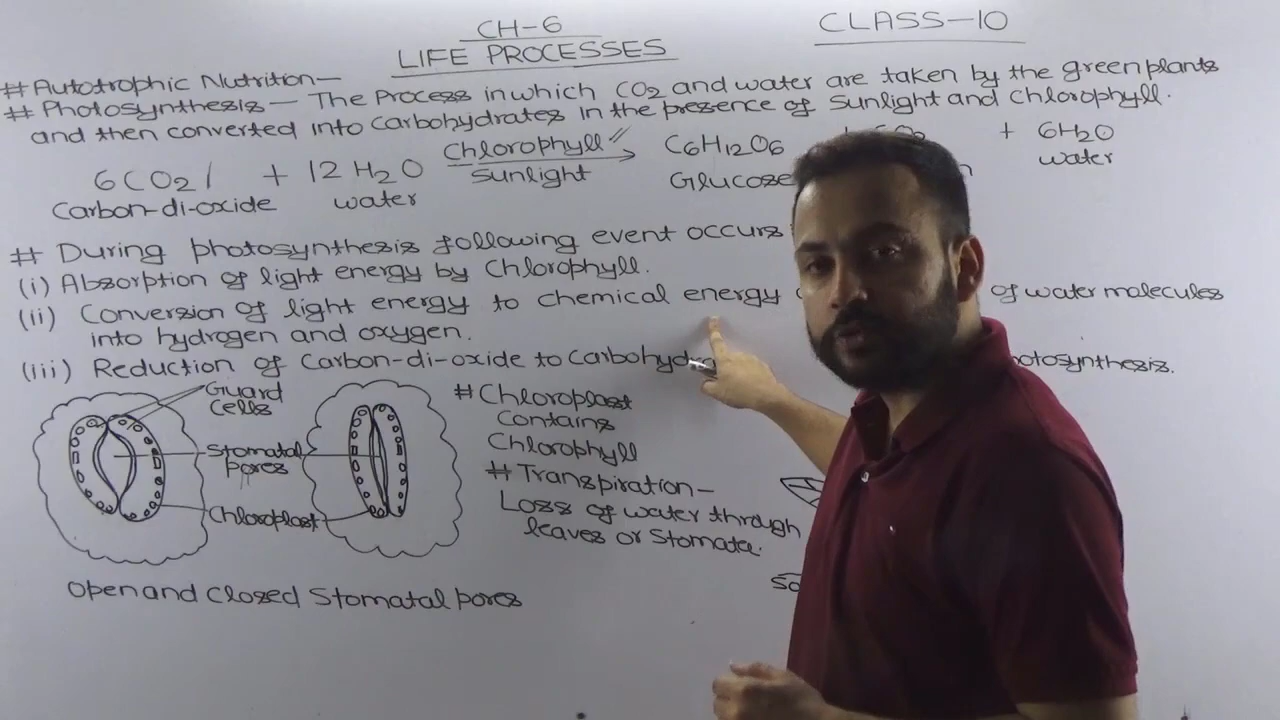 CH-6
CLASS-10
LIFE PROCESSES
# Autotrophic Nutrition-
# Photosynthesis - The Process in which CO2 and water are taken by the green plants
and then converted into carbohydrates in the presence of Sunlight and Chlorophyll.
6CO2 + 12 H2O Chlorophyll C6H12O6 + 6H2O
Carbon-di-oxide water Sunlight Glucose water
# During photosynthesis following event occurs
(i) Absorption of light energy by Chlorophyll.
(ii) Conversion of light energy to chemical energy of water molecules
into hydrogen and oxygen.
(iii) Reduction of Carbon-di-oxide to Carbohydr otosynthesis.
Guard
Cells
Stomatal
Pores
Chloroplast
# Chloroplast
Contains
Chlorophyll
# Transpiration-
Loss of water through
leaves or Stomata.
Open and Closed Stomatal Pores